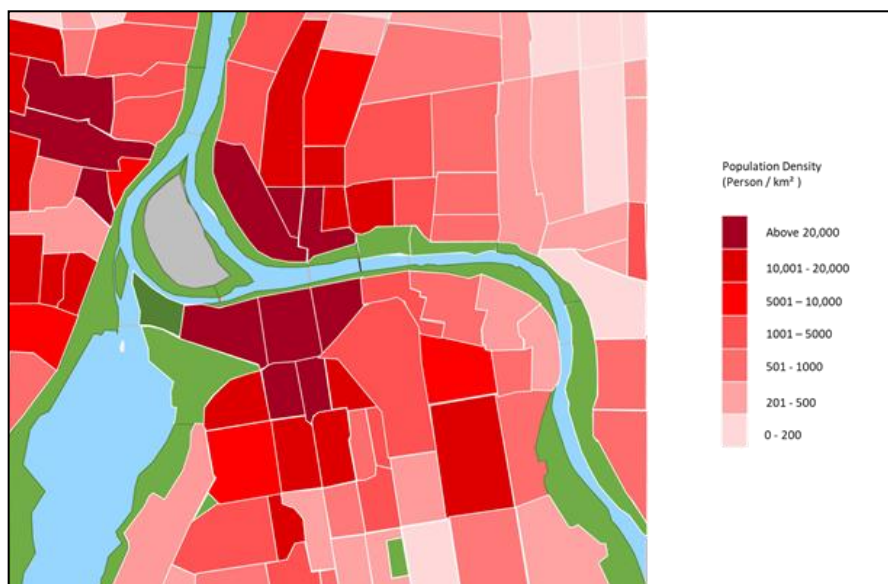 Population Density
(Person / km² )
Above 20,000
10,001 - 20,000
5001 – 10,000
1001 – 5000
501 - 1000
201 - 500
0 - 200